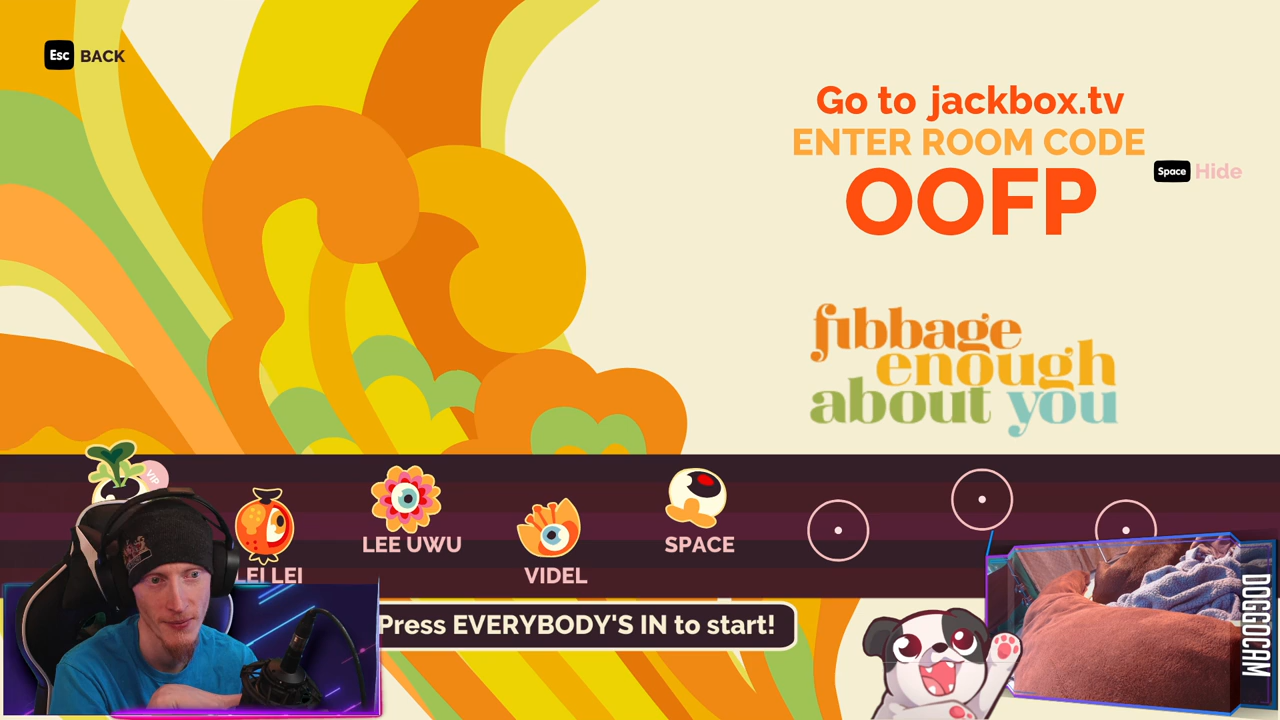 Esc BACK
Go to jackbox.tv
ENTER ROOM CODE
OOFP
Space Hide
fibbage
enough
about you
VIP
LEE UWU
SPACE
LEI LEI
VIDEL
Press EVERYBODY'S IN to start!
DOGGOCAM